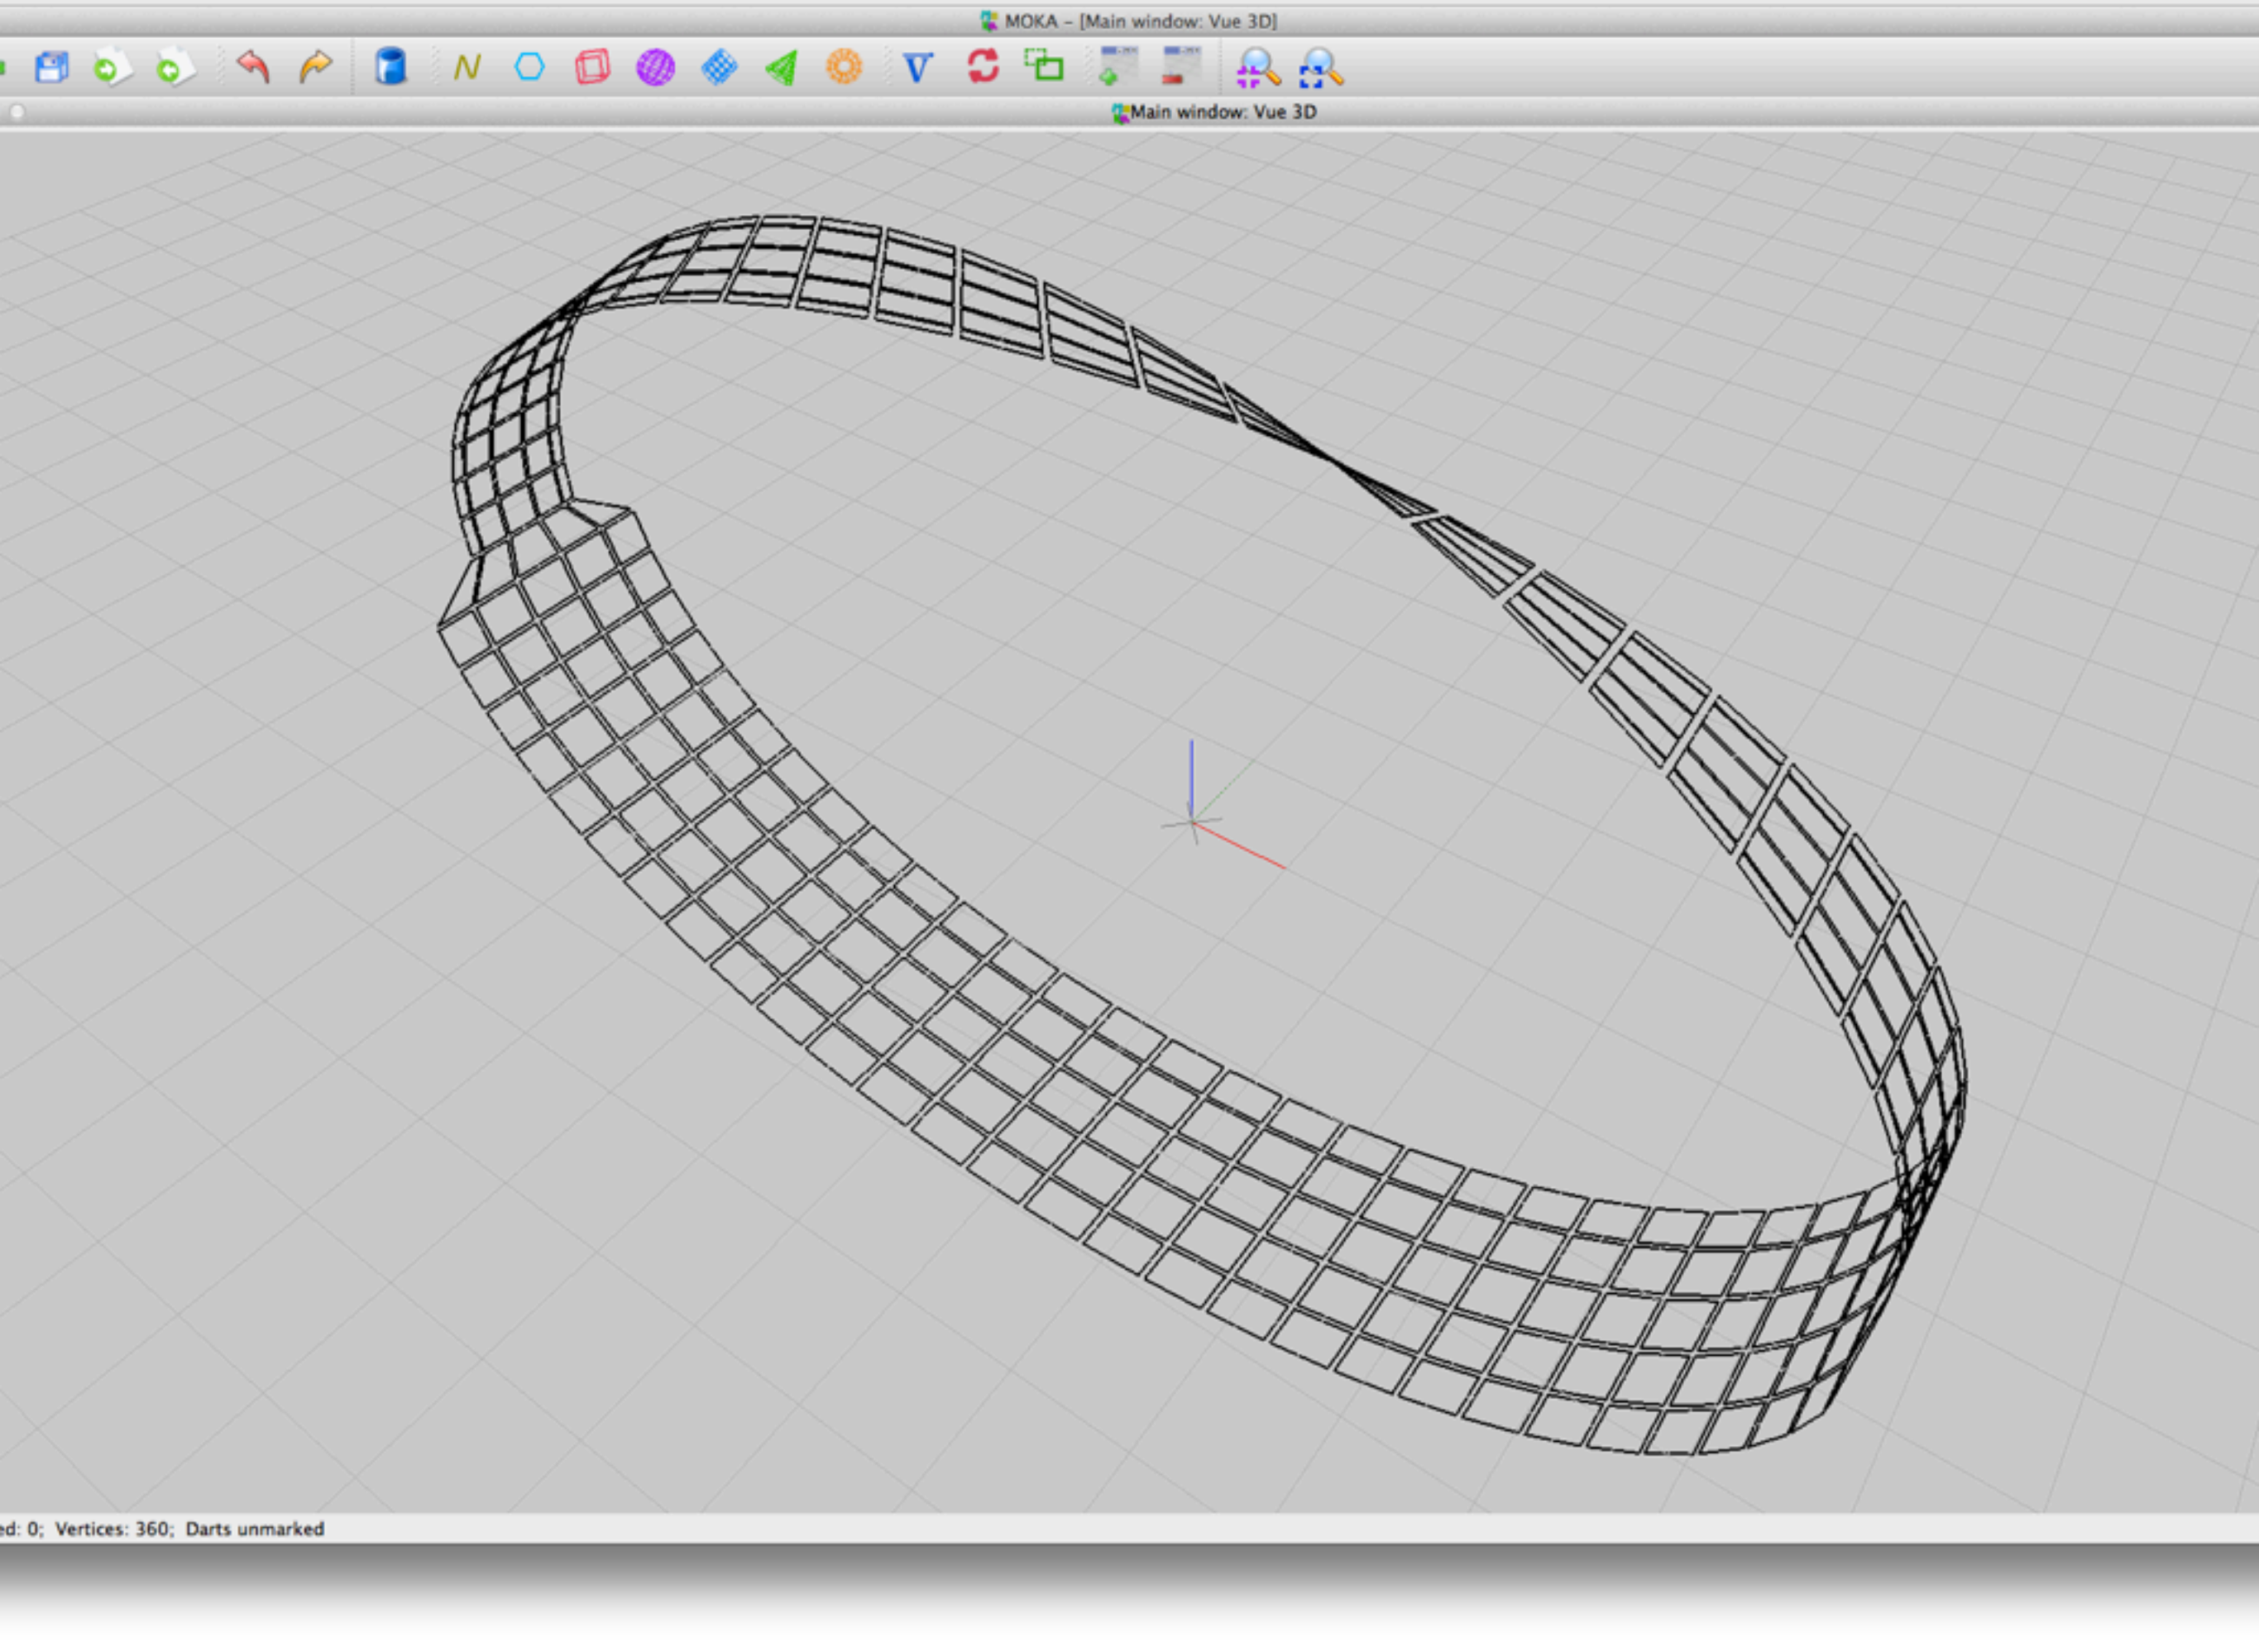 MOKA – [Main window: Vue 3D]
Main window: Vue 3D
ed: 0; Vertices: 360; Darts unmarked